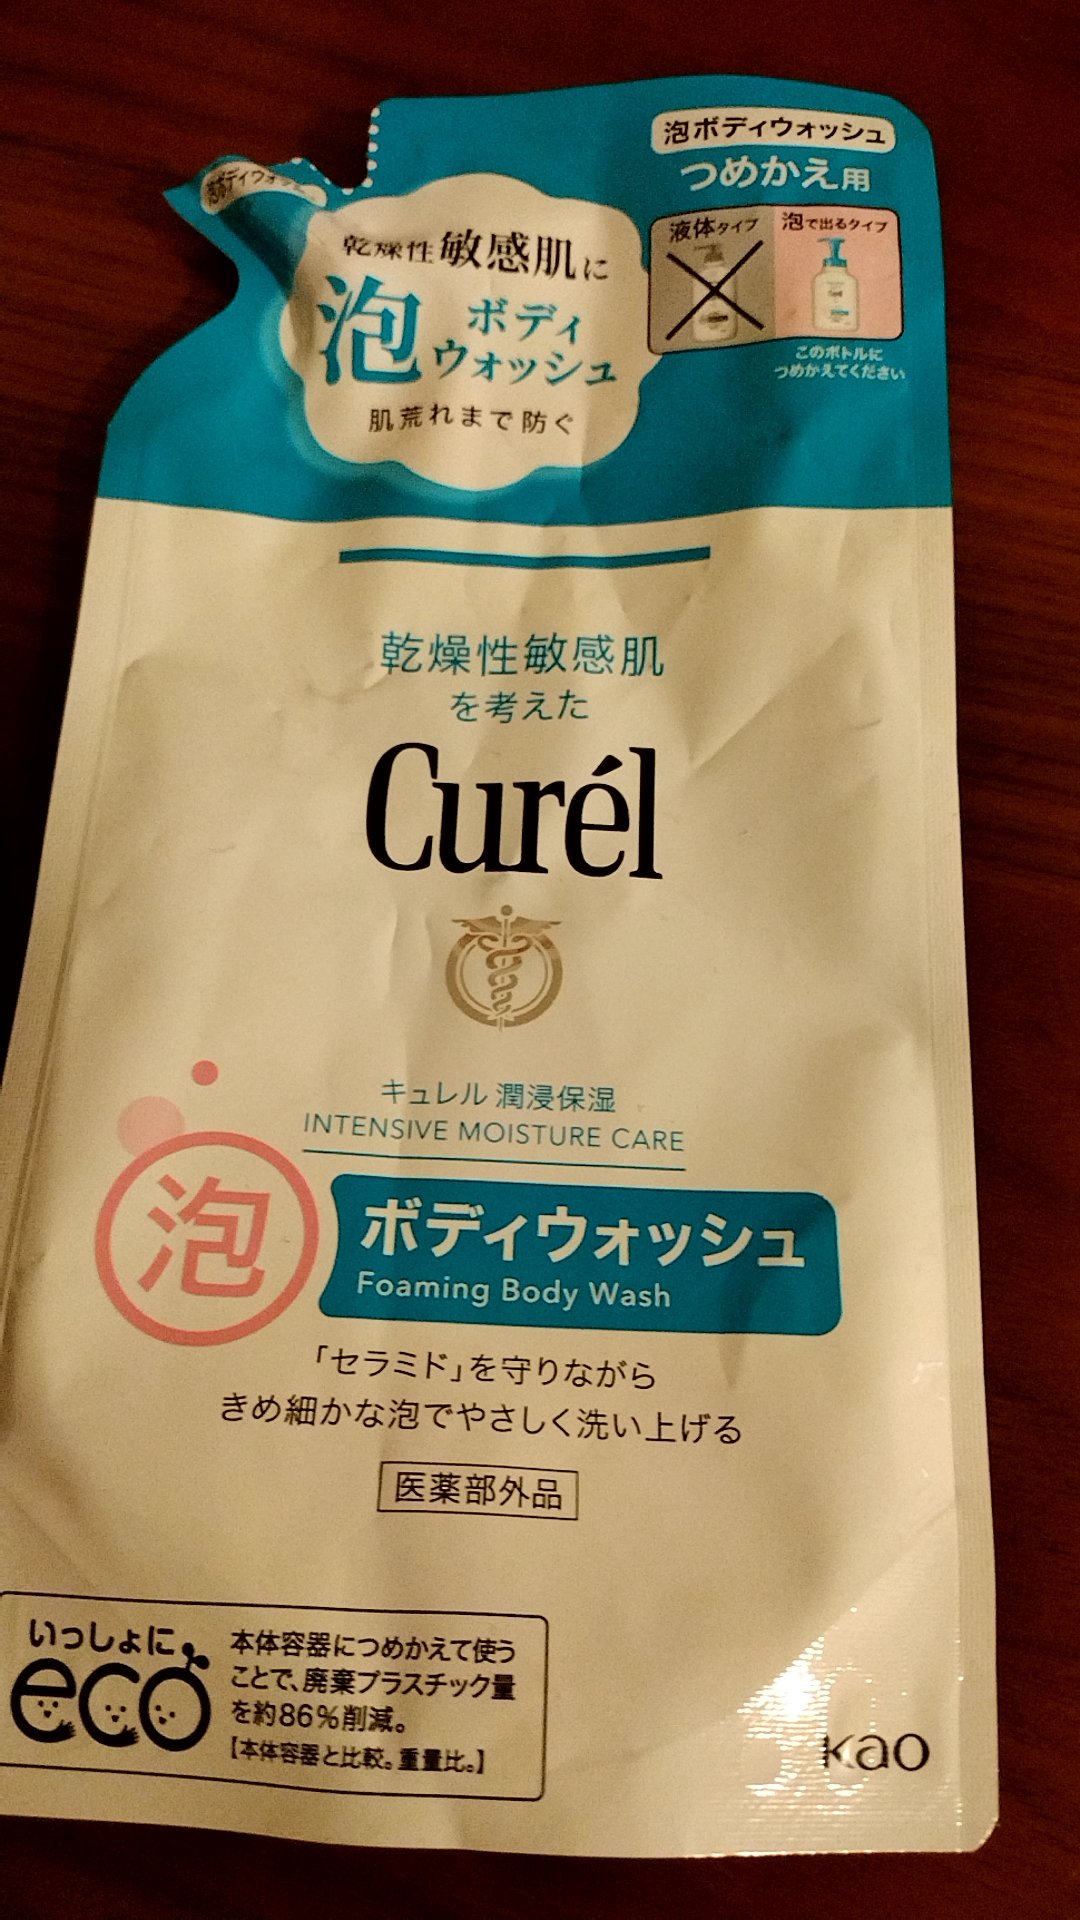 泡ボディウォッシュ
つめかえ用
液体タイプ
泡で出るタイプ
このボトルに
つめかえてください
乾燥性敏感肌に
泡ボディ
ウォッシュ
肌荒れまで防ぐ
乾燥性敏感肌
を考えた
Curél
キュレル 潤浸保湿
INTENSIVE MOISTURE CARE
泡
ボディウォッシュ
Foaming Body Wash
「セラミド」を守りながら
きめ細かな泡でやさしく洗い上げる
医薬部外品
いっしょに
eco
本体容器につめかえて使う
ことで、廃棄プラスチック量
を約86%削減。
【本体容器と比較。重量比。】
Kao